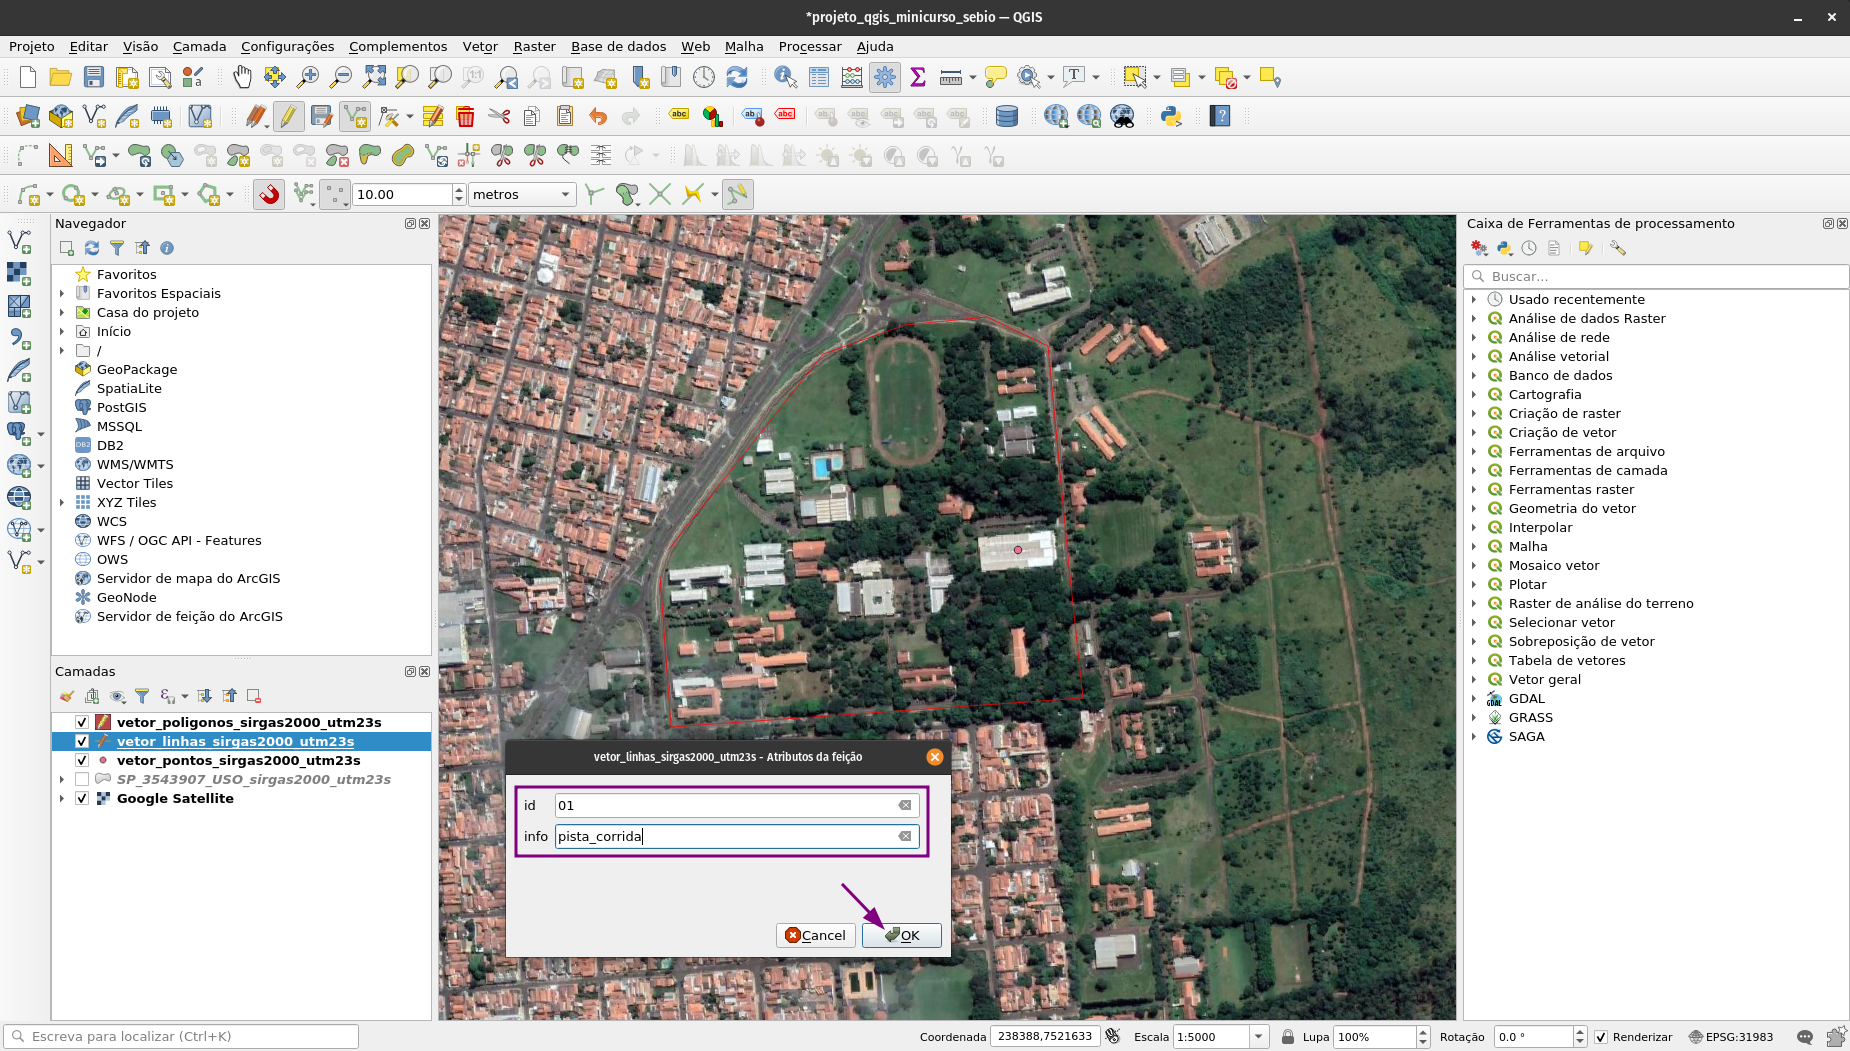 *projeto_qgis_minicurso_sebio — QGIS
Projeto Editar Visão Camada Configurações Complementos Vetor Raster Base de dados Web Malha Processar Ajuda
10.00 metros
Navegador
Favoritos
Favoritos Espaciais
Casa do projeto
Início
/
GeoPackage
SpatiaLite
PostGIS
MSSQL
DB2
WMS/WMTS
Vector Tiles
XYZ Tiles
WCS
WFS / OGC API - Features
OWS
Servidor de mapa do ArcGIS
GeoNode
Servidor de feição do ArcGIS
Camadas
vetor_poligonos_sirgas2000_utm23s
vetor_linhas_sirgas2000_utm23s
vetor_pontos_sirgas2000_utm23s
SP_3543907_USO_sirgas2000_utm23s
Google Satellite
vetor_linhas_sirgas2000_utm23s - Atributos da feição
id 01
info pista_corrida
Cancel OK
Caixa de Ferramentas de processamento
Buscar...
Usado recentemente
Análise de dados Raster
Análise de rede
Análise vetorial
Banco de dados
Cartografia
Criação de raster
Criação de vetor
Ferramentas de arquivo
Ferramentas de camada
Ferramentas raster
Geometria do vetor
Interpolar
Malha
Mosaico vetor
Plotar
Raster de análise do terreno
Selecionar vetor
Sobreposição de vetor
Tabela de vetores
Vetor geral
GDAL
GRASS
SAGA
Escreva para localizar (Ctrl+K) Coordenada 238388,7521633 Escala 1:5000 Lupa 100% Rotação 0.0 ° Renderizar EPSG:31983